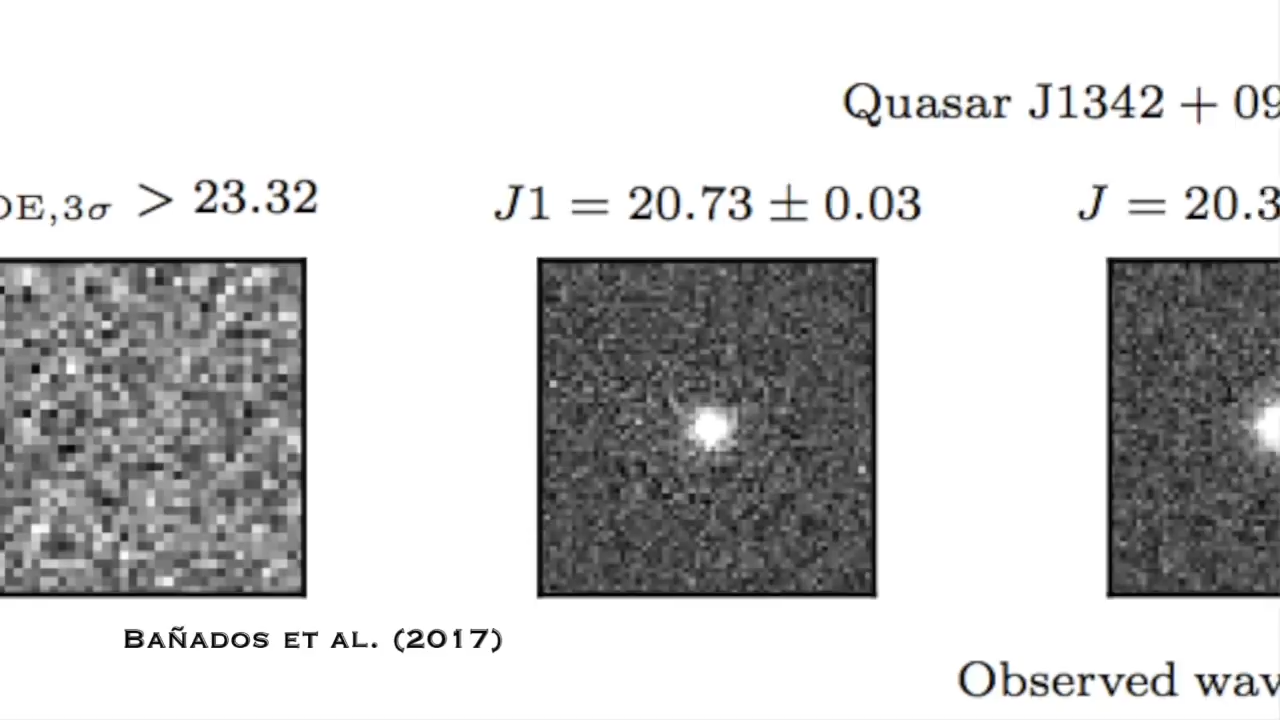 Quasar J1342 + 09
DE,3σ > 23.32
J1 = 20.73 ± 0.03
J = 20.3
BAÑADOS ET AL. (2017)
Observed wav